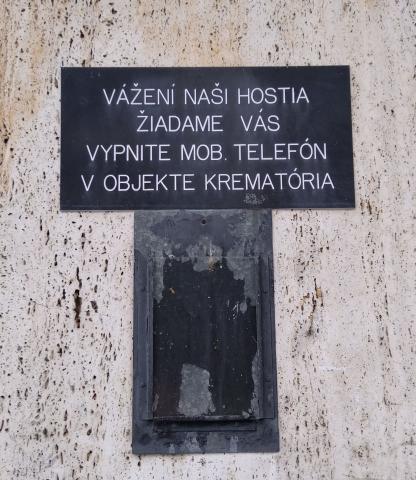 VÁŽENÍ NAŠI HOSTIA
ŽIADAME VÁS
VYPNITE MOB. TELEFÓN
V OBJEKTE KREMATÓRIA